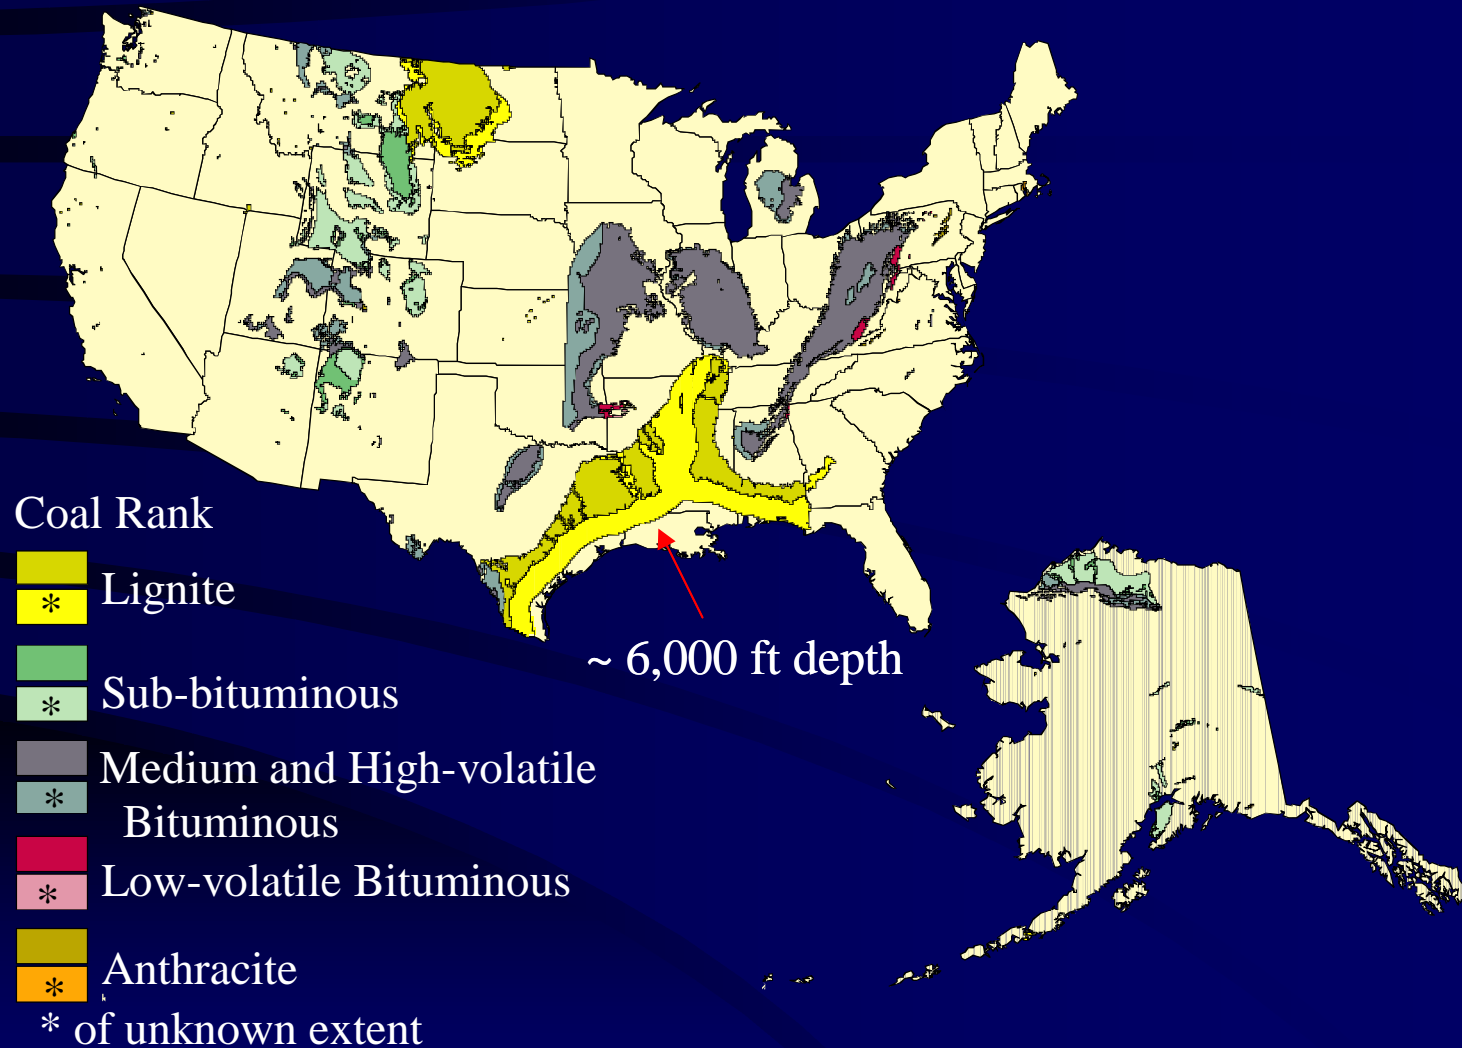 Coal Rank
* Lignite
~ 6,000 ft depth
* Sub-bituminous
Medium and High-volatile
* Bituminous
* Low-volatile Bituminous
* Anthracite
* of unknown extent